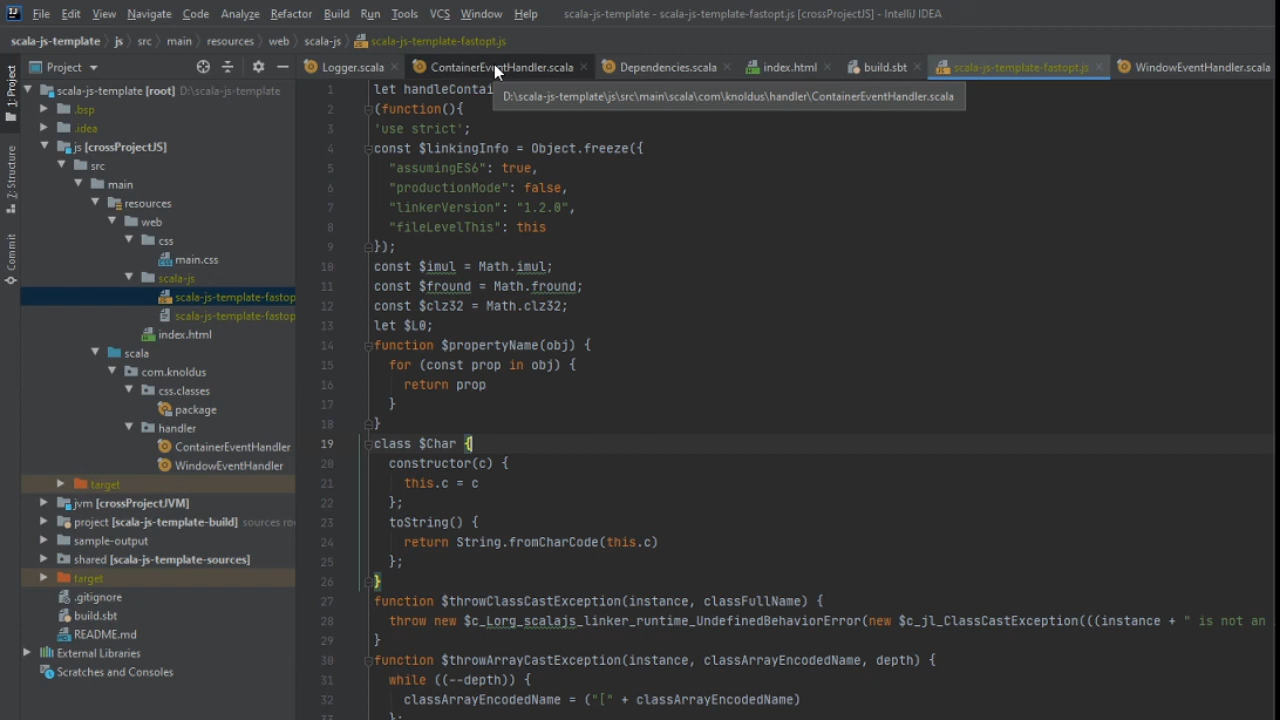 File Edit View Navigate Code Analyze Refactor Build Run Tools VCS Window Help scala-js-template - scala-js-template-fastopt.js [crossProjectJS] - IntelliJ IDEA
scala-js-template js src main resources web scala-js scala-js-template-fastopt.js
Project Logger.scala ContainerEventHandler.scala Dependencies.scala index.html build.sbt scala-js-template-fastopt.js WindowEventHandler.scala
D:\scala-js-template\js\src\main\scala\com\knoldus\handler\ContainerEventHandler.scala
1: Project
Z: Structure
Commit
scala-js-template [root] D:\scala-js-template
.bsp
.idea
js [crossProjectJS]
src
main
resources
web
css
main.css
scala-js
scala-js-template-fastopt
scala-js-template-fastopt
index.html
scala
com.knoldus
css.classes
package
handler
ContainerEventHandler
WindowEventHandler
target
jvm [crossProjectJVM]
project [scala-js-template-build] sources ro
sample-output
shared [scala-js-template-sources]
target
.gitignore
build.sbt
README.md
External Libraries
Scratches and Consoles
1 let handleContai
2 (function(){
3 'use strict';
4 const $linkingInfo = Object.freeze({
5 "assumingES6": true,
6 "productionMode": false,
7 "linkerVersion": "1.2.0",
8 "fileLevelThis": this
9 });
10 const $imul = Math.imul;
11 const $fround = Math.fround;
12 const $clz32 = Math.clz32;
13 let $L0;
14 function $propertyName(obj) {
15 for (const prop in obj) {
16 return prop
17 }
18 }
19 class $Char {
20 constructor(c) {
21 this.c = c
22 };
23 toString() {
24 return String.fromCharCode(this.c)
25 };
26 }
27 function $throwClassCastException(instance, classFullName) {
28 throw new $c_Lorg_scalajs_linker_runtime_UndefinedBehaviorError(new $c_jl_ClassCastException(((instance + " is not an
29 }
30 function $throwArrayCastException(instance, classArrayEncodedName, depth) {
31 while ((--depth)) {
32 classArrayEncodedName = ("[" + classArrayEncodedName)
33 };